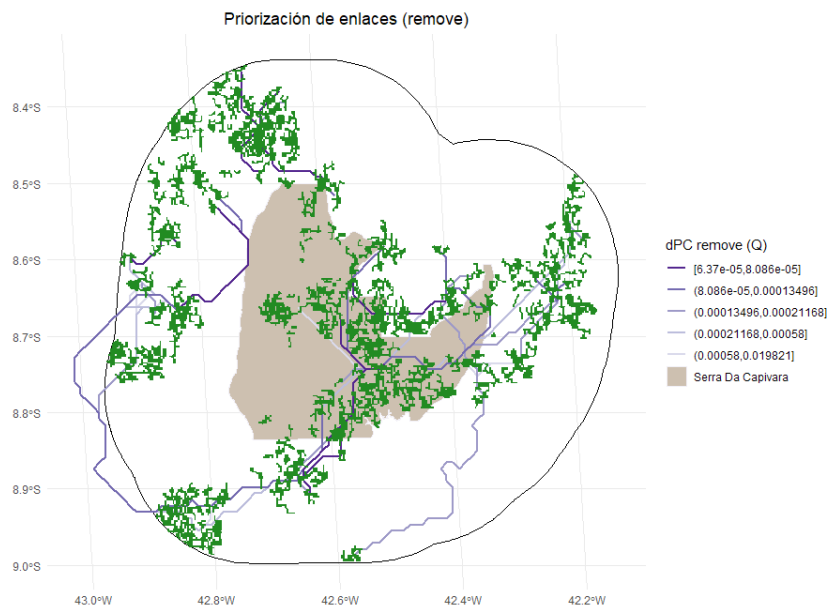 Priorización de enlaces (remove)
8.4°S
8.5°S
8.6°S
8.7°S
8.8°S
8.9°S
9.0°S
43.0°W
42.8°W
42.6°W
42.4°W
42.2°W
dPC remove (Q)
[6.37e-05,8.086e-05]
(8.086e-05,0.00013496]
(0.00013496,0.00021168]
(0.00021168,0.00058]
(0.00058,0.019821]
Serra Da Capivara